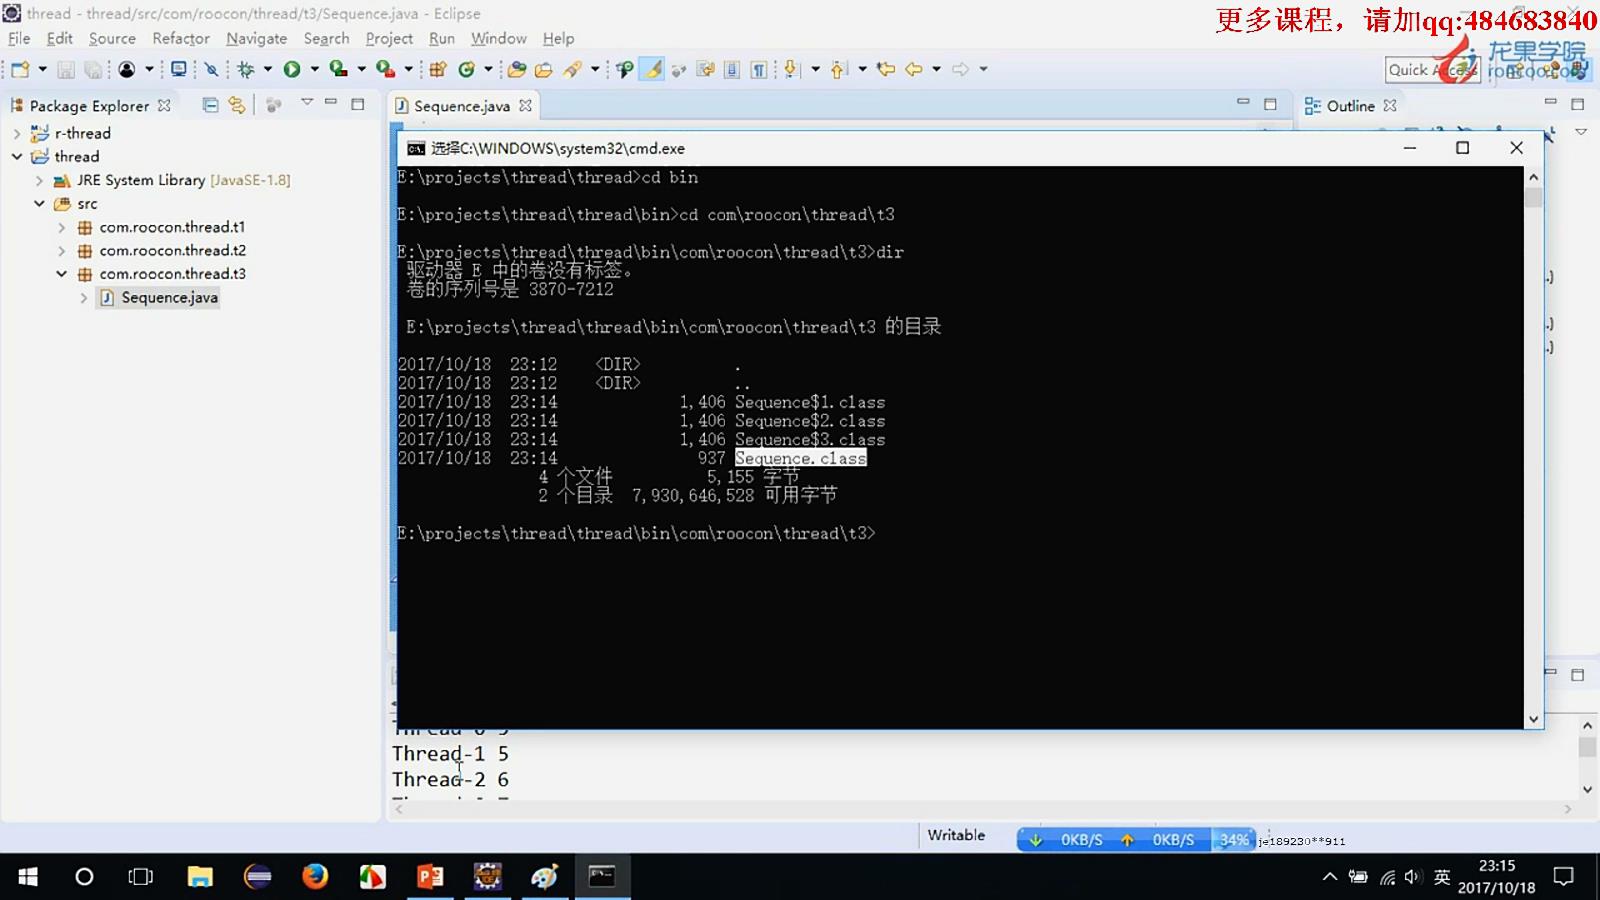 thread - thread/src/com/roocon/thread/t3/Sequence.java - Eclipse
更多课程，请加qq:484683840
File Edit Source Refactor Navigate Search Project Run Window Help
龙果学院
roncoo.com
Quick Access
Package Explorer
Sequence.java
Outline
r-thread
thread
JRE System Library [JavaSE-1.8]
src
com.roocon.thread.t1
com.roocon.thread.t2
com.roocon.thread.t3
Sequence.java
选择C:\WINDOWS\system32\cmd.exe
E:\projects\thread\thread>cd bin
E:\projects\thread\thread\bin>cd com\roocon\thread\t3
E:\projects\thread\thread\bin\com\roocon\thread\t3>dir
驱动器 E 中的卷没有标签。
卷的序列号是 3870-7212
E:\projects\thread\thread\bin\com\roocon\thread\t3 的目录
2017/10/18 23:12 <DIR> .
2017/10/18 23:12 <DIR> ..
2017/10/18 23:14 1,406 Sequence$1.class
2017/10/18 23:14 1,406 Sequence$2.class
2017/10/18 23:14 1,406 Sequence$3.class
2017/10/18 23:14 937 Sequence.class
4 个文件 5,155 字节
2 个目录 7,930,646,528 可用字节
E:\projects\thread\thread\bin\com\roocon\thread\t3>
Thread-1 5
Thread-2 6
Writable
0KB/S 0KB/S 34%
je189230**911
英
23:15
2017/10/18